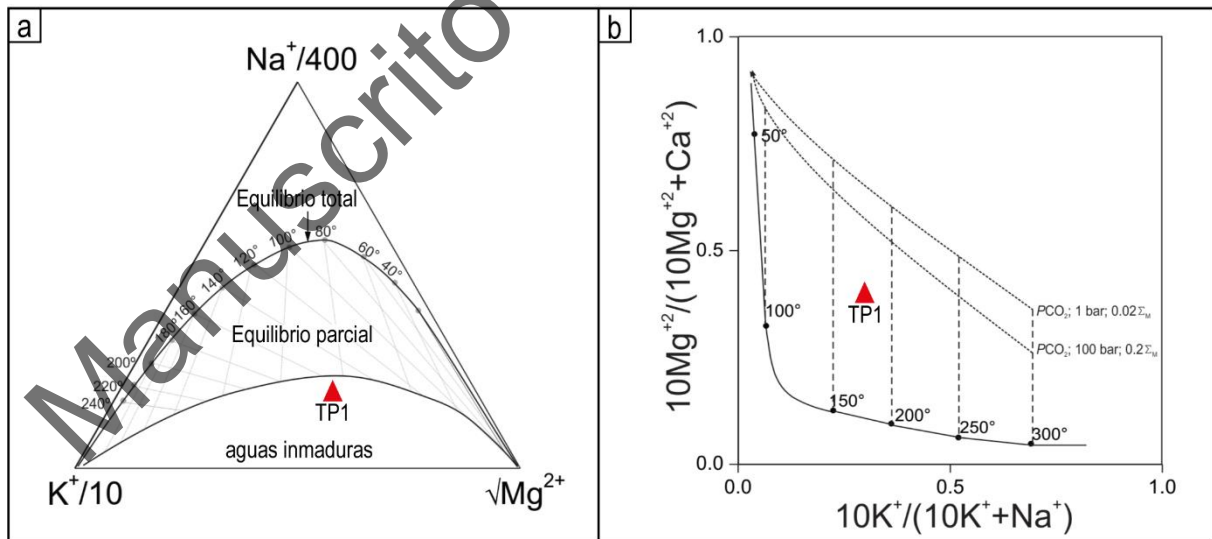 a
Na⁺/400
Equilibrio total
80°
100°
120°
140°
160°
180°
200°
220°
240°
60°
40°
Equilibrio parcial
TP1
aguas inmaduras
K⁺/10
√Mg²⁺
Manuscrito
b
1.0
0.5
0.0
10Mg⁺²/(10Mg⁺²+Ca⁺²)
50°
100°
150°
200°
250°
300°
TP1
PCO₂; 1 bar; 0.02Σₘ
PCO₂; 100 bar; 0.2Σₘ
0.0 0.5 1.0
10K⁺/(10K⁺+Na⁺)